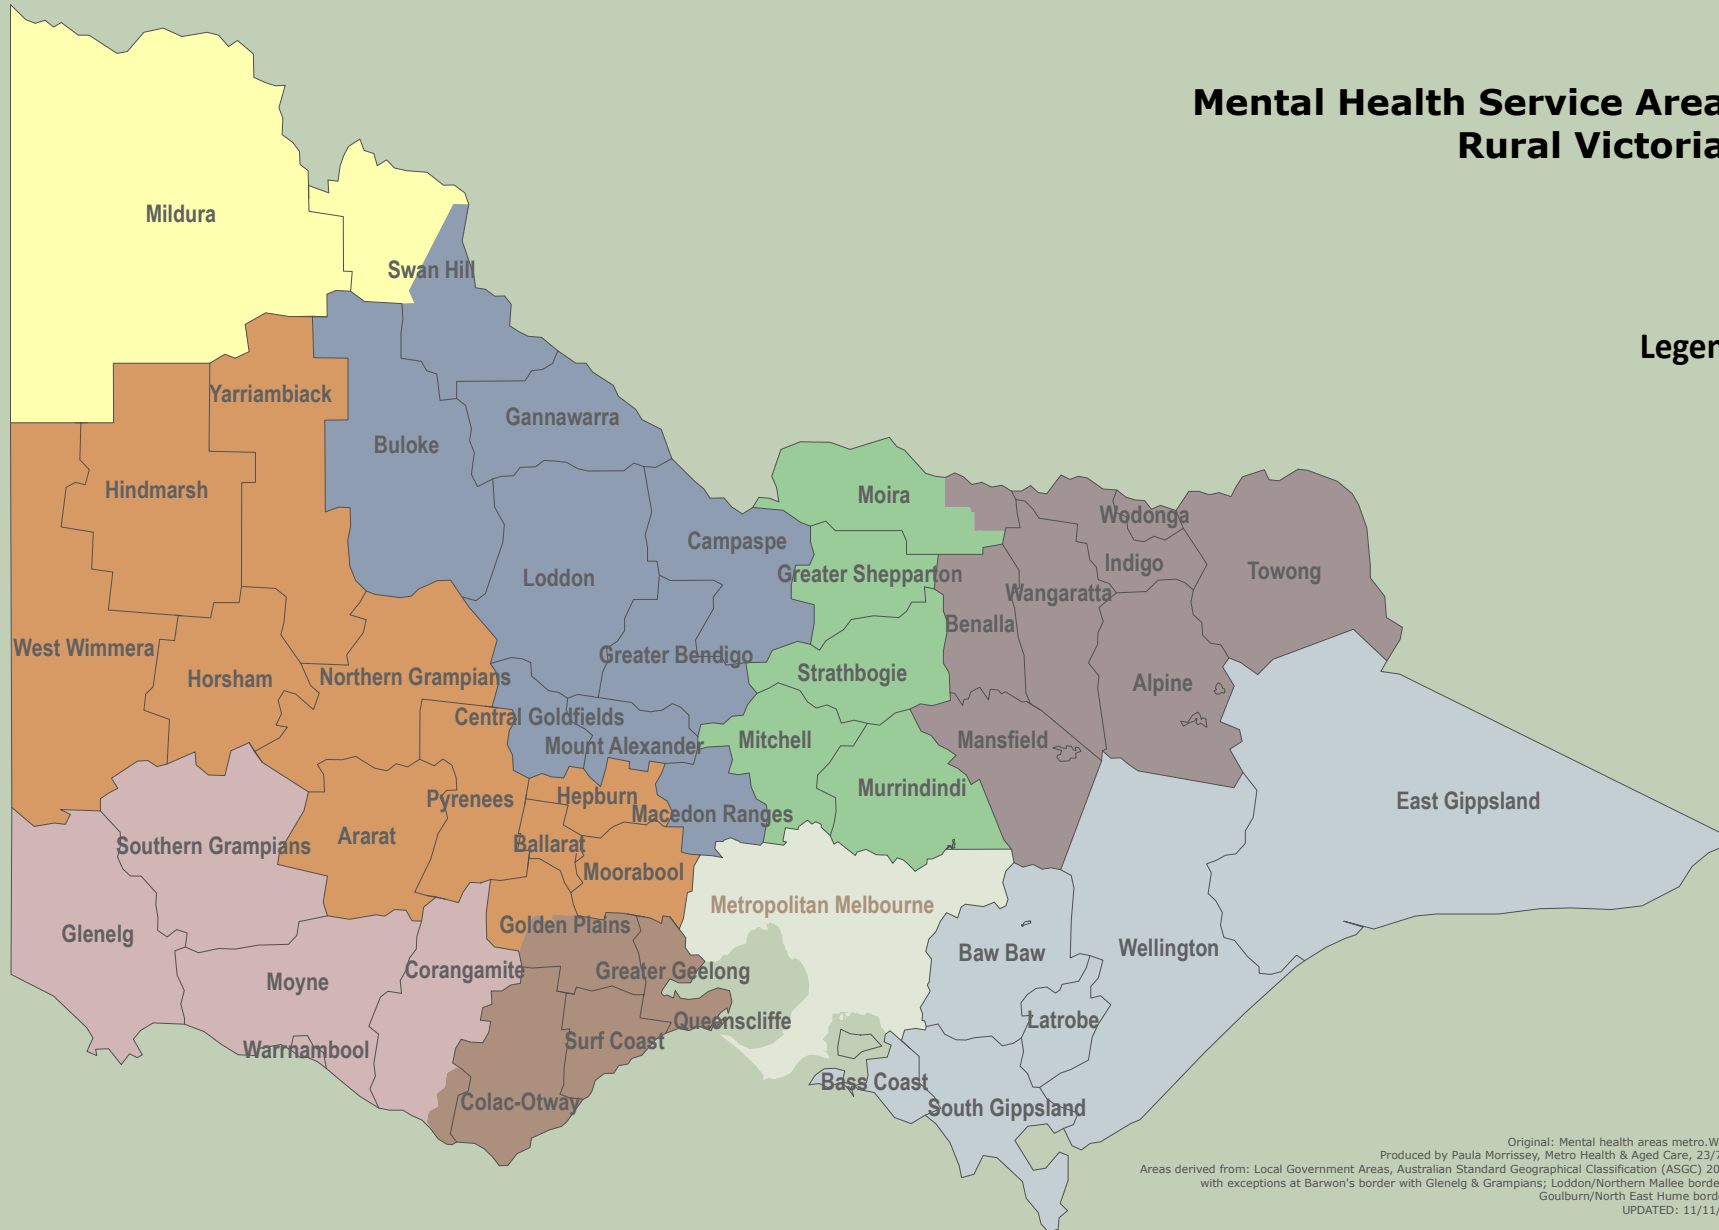 Mental Health Service Area
Rural Victoria
Legen
Mildura
Swan Hill
Yarriambiack
Gannawarra
Buloke
Hindmarsh
Moira
Wodonga
Campaspe
Indigo
Towong
Loddon
Greater Shepparton
Wangaratta
Benalla
West Wimmera
Greater Bendigo
Horsham
Northern Grampians
Strathbogie
Alpine
Central Goldfields
Mount Alexander
Mitchell
Mansfield
Murrindindi
Pyrenees
Hepburn
East Gippsland
Macedon Ranges
Ararat
Southern Grampians
Ballarat
Moorabool
Metropolitan Melbourne
Golden Plains
Glenelg
Wellington
Baw Baw
Corangamite
Greater Geelong
Moyne
Queenscliffe
Latrobe
Surf Coast
Warrnambool
Bass Coast
Colac-Otway
South Gippsland
Original: Mental health areas metro.W
Produced by Paula Morrissey, Metro Health & Aged Care, 23/7
Areas derived from: Local Government Areas, Australian Standard Geographical Classification (ASGC) 20
with exceptions at Barwon's border with Glenelg & Grampians; Loddon/Northern Mallee borde
Goulburn/North East Hume bord
UPDATED: 11/11/